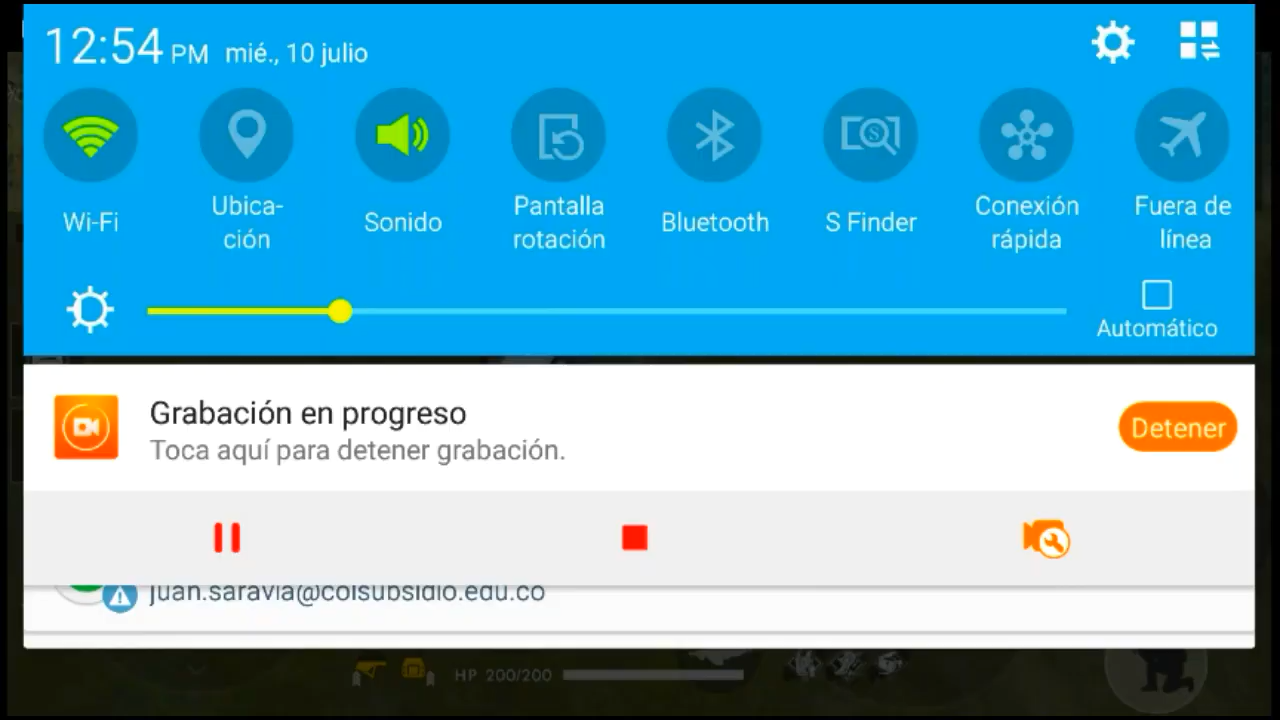 12:54 PM mié., 10 julio
Wi-Fi
Ubica-
ción
Sonido
Pantalla
rotación
Bluetooth
S Finder
Conexión
rápida
Fuera de
línea
Automático
Grabación en progreso
Toca aquí para detener grabación.
Detener
juan.saravia@colsubsidio.edu.co
HP 200/200